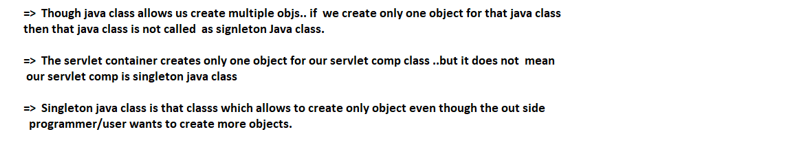 => Though java class allows us create multiple objs.. if we create only one object for that java class
then that java class is not called as signleton Java class.
=> The servlet container creates only one object for our servlet comp class ..but it does not mean
our servlet comp is singleton java class
=> Singleton java class is that classs which allows to create only object even though the out side
programmer/user wants to create more objects.